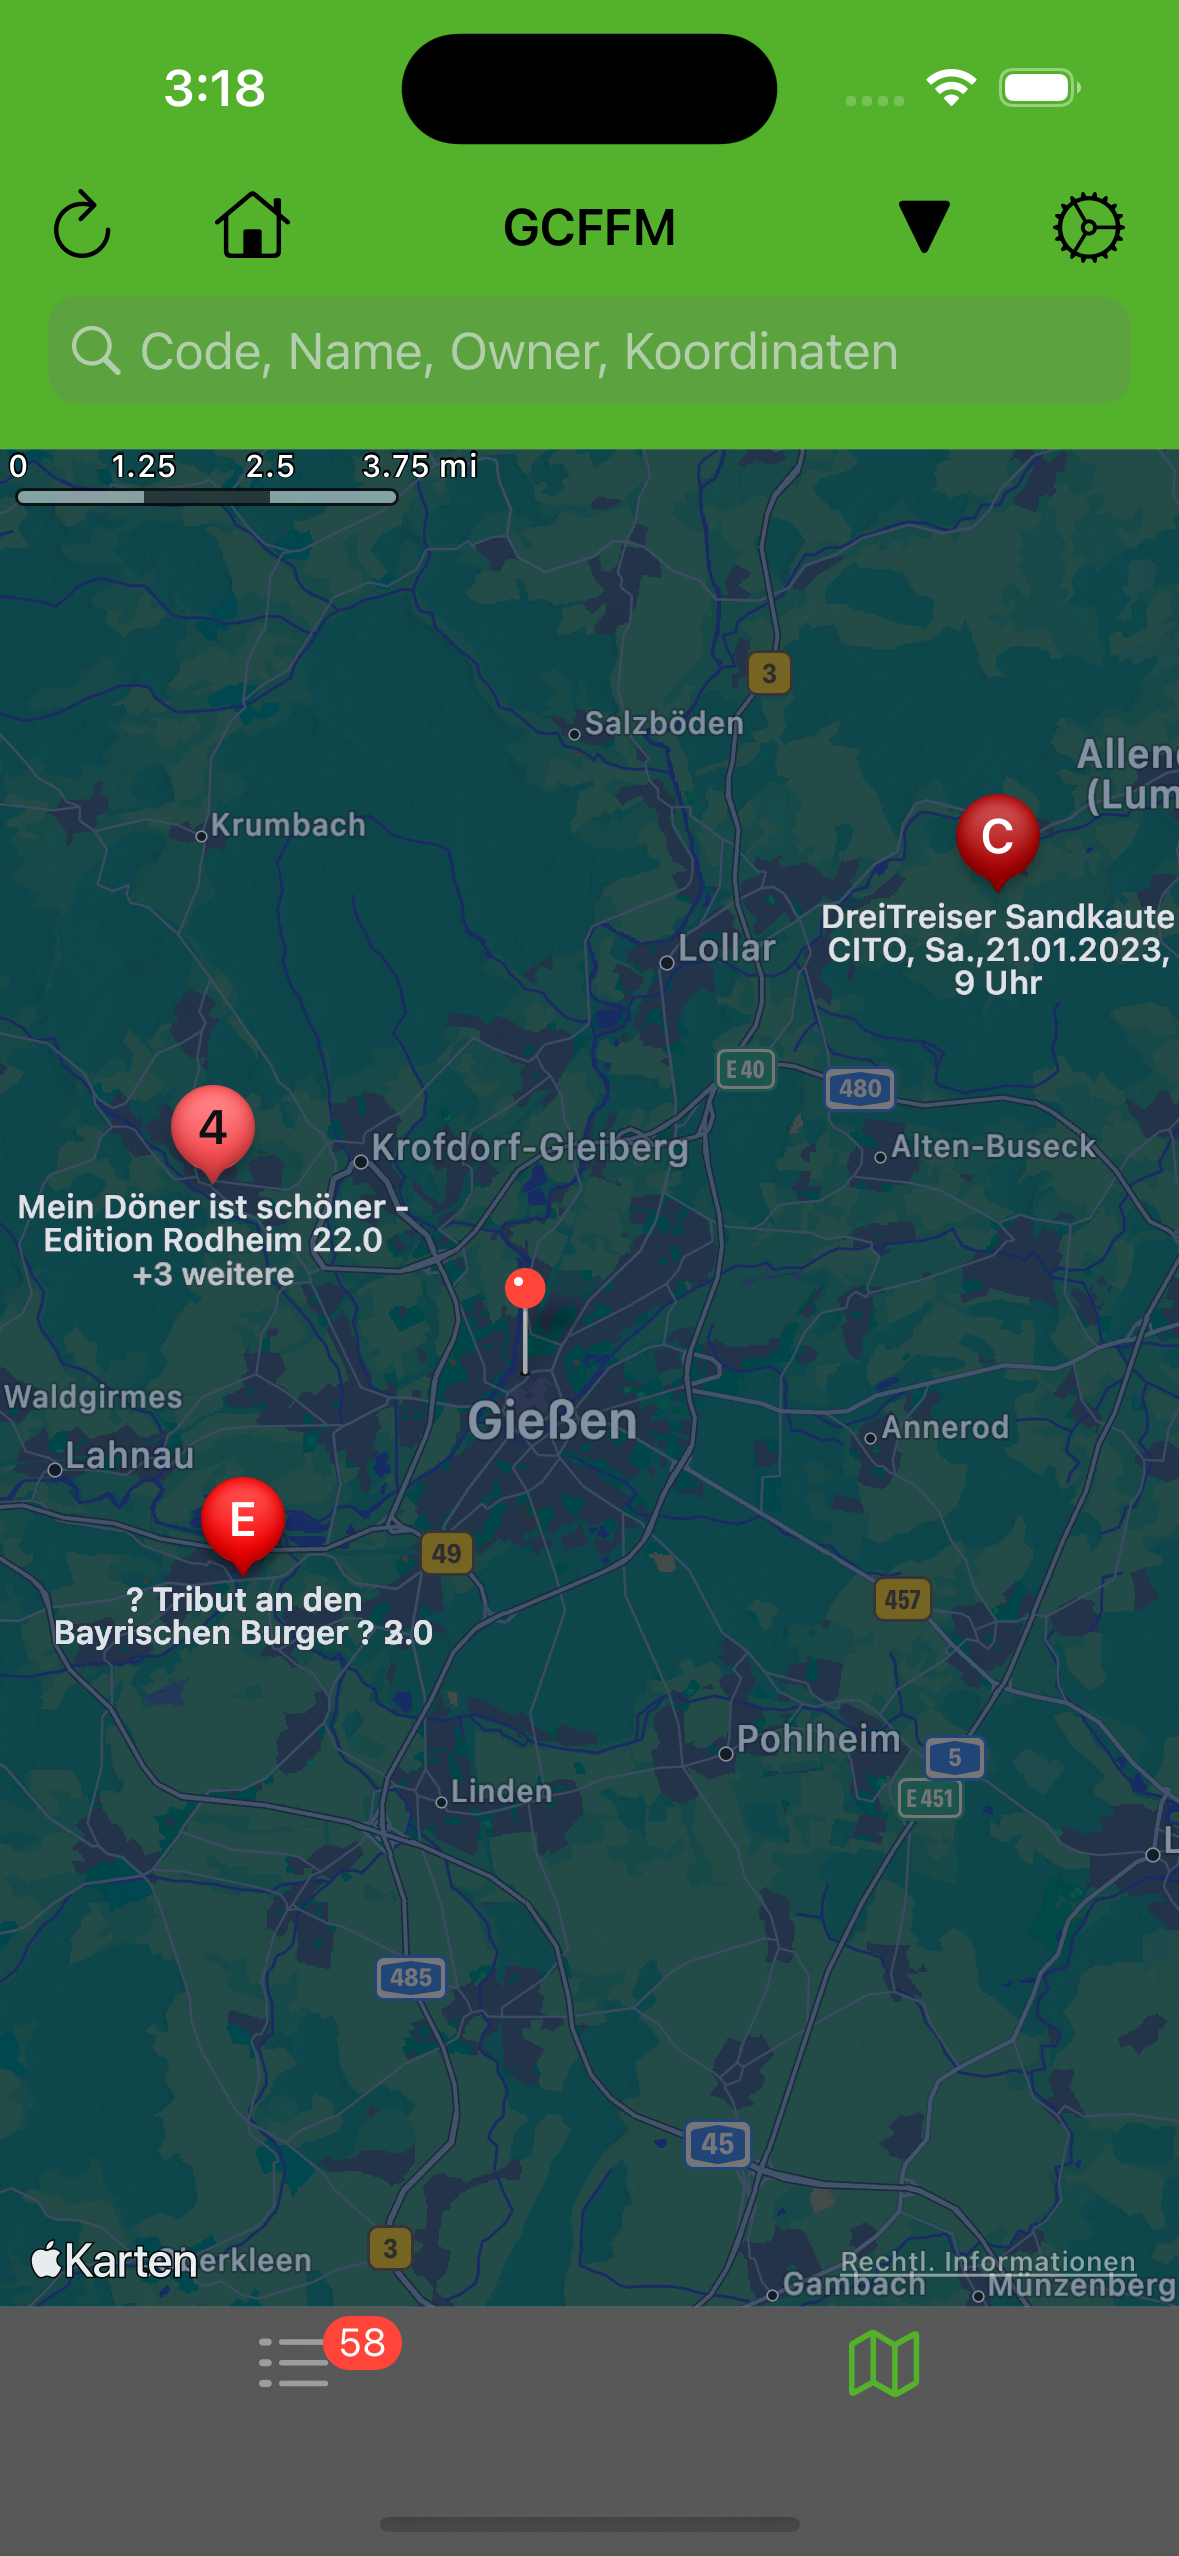 3:18
GCFFM
Code, Name, Owner, Koordinaten
0 1.25 2.5 3.75 mi
3
Salzböden
Allen
(Lum
Krumbach
C
DreiTreiser Sandkaute
CITO, Sa.,21.01.2023,
9 Uhr
Lollar
E 40
480
4
Krofdorf-Gleiberg
Alten-Buseck
Mein Döner ist schöner -
Edition Rodheim 22.0
+3 weitere
Waldgirmes
Gießen
Annerod
Lahnau
E
49
? Tribut an den
Bayrischen Burger ? 3.0
457
Pohlheim
5
Linden
E 451
L
485
45
3
Karten
berkleen
Rechtl. Informationen
Gambach
Münzenberg
58